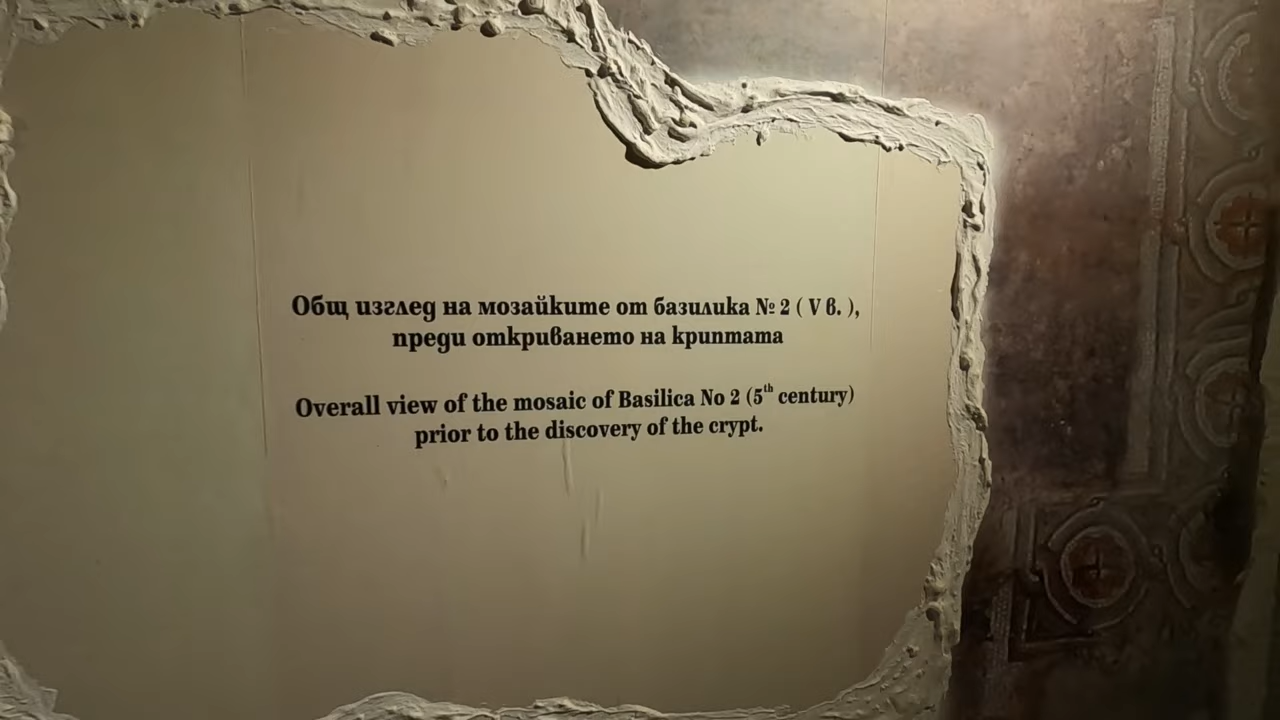 Общ изглед на мозайките от базилика № 2 ( V в. ),
преди откриването на криптата
Overall view of the mosaic of Basilica No 2 (5th century)
prior to the discovery of the crypt.